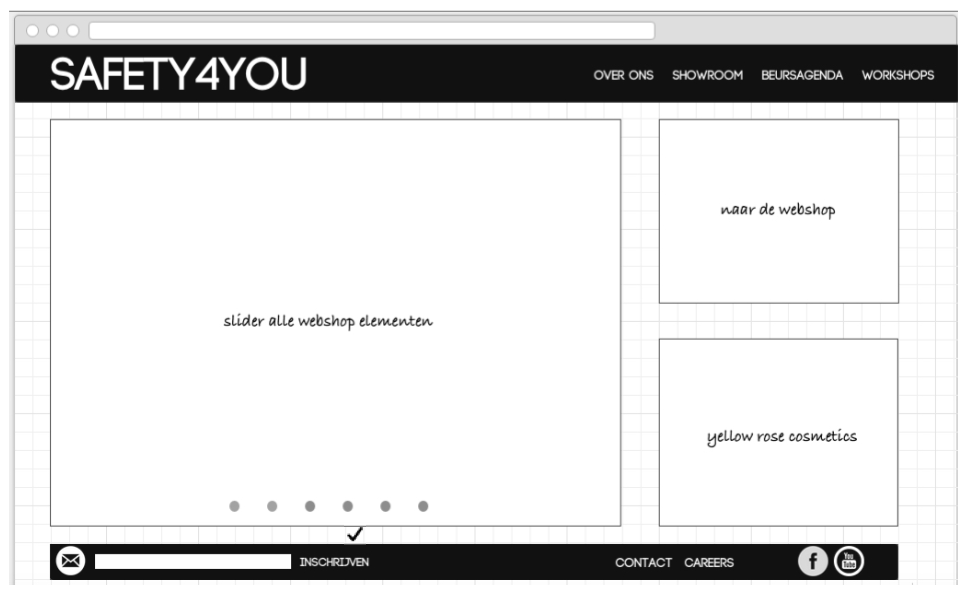 SAFETY4YOU
OVER ONS SHOWROOM BEURSAGENDA WORKSHOPS
naar de webshop
slider alle webshop elementen
yellow rose cosmetics
INSCHRIJVEN
CONTACT CAREERS
f
You Tube